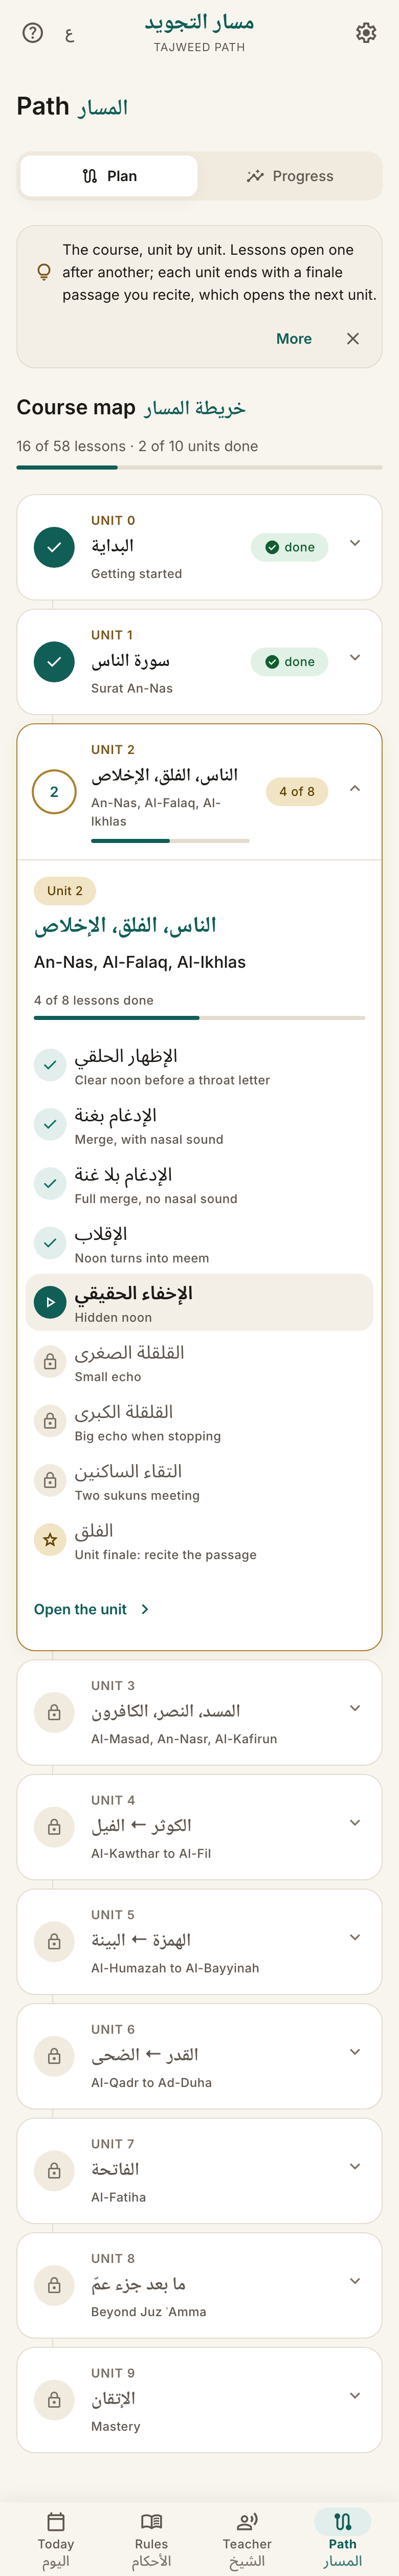 ع
مسار التجويد
TAJWEED PATH
Path المسار
Plan
Progress
The course, unit by unit. Lessons open one
after another; each unit ends with a finale
passage you recite, which opens the next unit.
More
Course map خريطة المسار
16 of 58 lessons · 2 of 10 units done
UNIT 0
البداية
Getting started
done
UNIT 1
سورة الناس
Surat An-Nas
done
UNIT 2
الناس، الفلق، الإخلاص
An-Nas, Al-Falaq, Al-
Ikhlas
4 of 8
2
Unit 2
الناس، الفلق، الإخلاص
An-Nas, Al-Falaq, Al-Ikhlas
4 of 8 lessons done
الإظهار الحلقي
Clear noon before a throat letter
الإدغام بغنة
Merge, with nasal sound
الإدغام بلا غنة
Full merge, no nasal sound
الإقلاب
Noon turns into meem
الإخفاء الحقيقي
Hidden noon
القلقلة الصغرى
Small echo
القلقلة الكبرى
Big echo when stopping
التقاء الساكنين
Two sukuns meeting
الفلق
Unit finale: recite the passage
Open the unit
UNIT 3
المسد، النصر، الكافرون
Al-Masad, An-Nasr, Al-Kafirun
UNIT 4
الكوثر ← الفيل
Al-Kawthar to Al-Fil
UNIT 5
الهمزة ← البينة
Al-Humazah to Al-Bayyinah
UNIT 6
القدر ← الضحى
Al-Qadr to Ad-Duha
UNIT 7
الفاتحة
Al-Fatiha
UNIT 8
ما بعد جزء عمّ
Beyond Juz ʿAmma
UNIT 9
الإتقان
Mastery
Today
اليوم
Rules
الأحكام
Teacher
الشيخ
Path
المسار